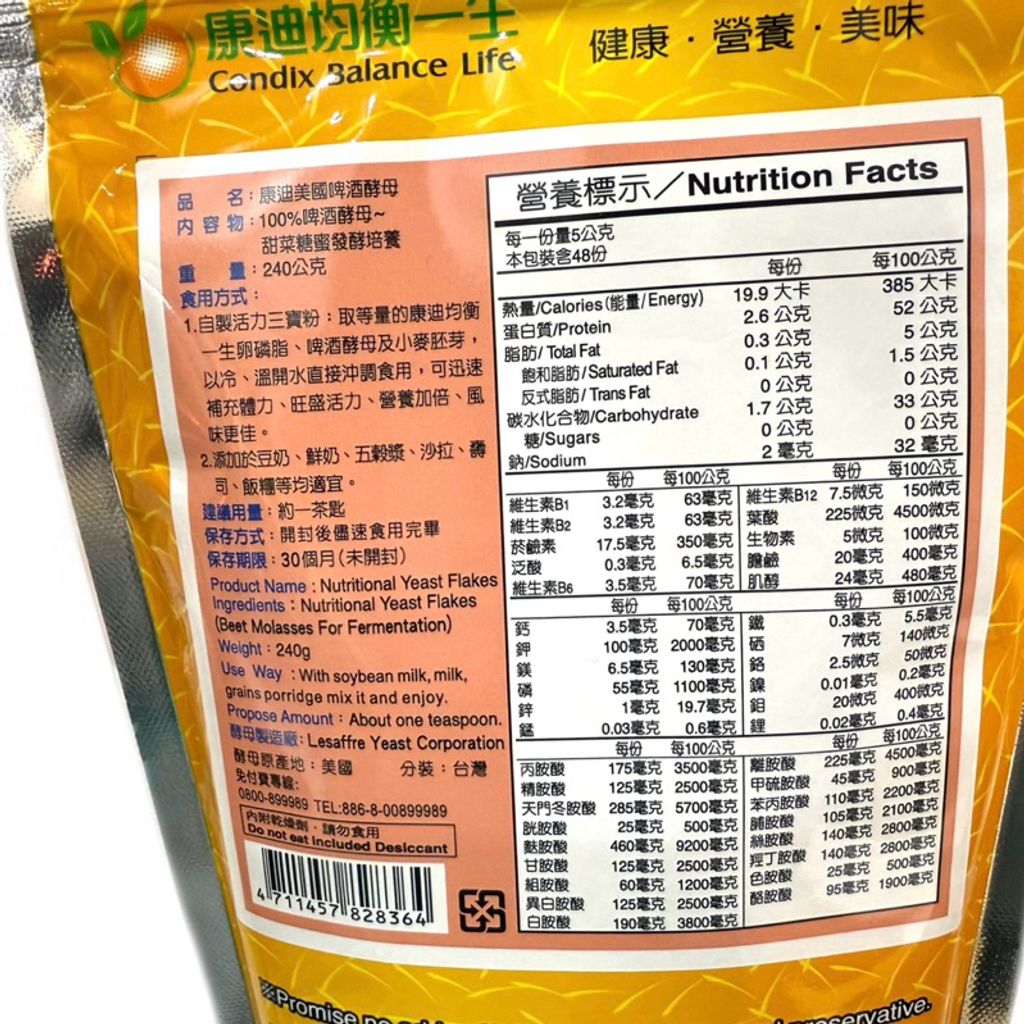 康迪均衡一生
Condix Balance Life
健康・營養・美味
品名：康迪美國啤酒酵母
內容物：100%啤酒酵母~
甜菜糖蜜發酵培養
重量：240公克
食用方式：
1.自製活力三寶粉：取等量的康迪均衡
一生卵磷脂、啤酒酵母及小麥胚芽，
以冷、溫開水直接沖調食用，可迅速
補充體力、旺盛活力、營養加倍、風
味更佳。
2.添加於豆奶、鮮奶、五穀漿、沙拉、壽
司、飯糰等均適宜。
建議用量：約一茶匙
保存方式：開封後儘速食用完畢
保存期限：30個月(未開封)
Product Name : Nutritional Yeast Flakes
Ingredients : Nutritional Yeast Flakes
(Beet Molasses For Fermentation)
Weight : 240g
Use Way : With soybean milk, milk,
grains porridge mix it and enjoy.
Propose Amount : About one teaspoon.
酵母製造廠: Lesaffre Yeast Corporation
酵母原產地：美國 分裝：台灣
免付費專線:
0800-899989 TEL:886-8-00899989
內附乾燥劑．請勿食用
Do not eat Included Desiccant
4 711457 828364
營養標示／Nutrition Facts
每一份量5公克
本包裝含48份
每份 每100公克
熱量/Calories (能量/Energy) 19.9 大卡 385 大卡
蛋白質/Protein 2.6 公克 52 公克
脂肪/Total Fat 0.3 公克 5 公克
飽和脂肪/Saturated Fat 0.1 公克 1.5 公克
反式脂肪/Trans Fat 0 公克 0 公克
碳水化合物/Carbohydrate 1.7 公克 33 公克
糖/Sugars 0 公克 0 公克
鈉/Sodium 2 毫克 32 毫克
每份 每100公克 每份 每100公克
維生素B1 3.2毫克 63毫克 維生素B12 7.5微克 150微克
維生素B2 3.2毫克 63毫克 葉酸 225微克 4500微克
菸鹼素 17.5毫克 350毫克 生物素 5微克 100微克
泛酸 0.3毫克 6.5毫克 膽鹼 20毫克 400毫克
維生素B6 3.5毫克 70毫克 肌醇 24毫克 480毫克
每份 每100公克 每份 每100公克
鈣 3.5毫克 70毫克 鐵 0.3毫克 5.5毫克
鉀 100毫克 2000毫克 硒 7微克 140微克
鎂 6.5毫克 130毫克 鉻 2.5微克 50微克
磷 55毫克 1100毫克 鎳 0.01毫克 0.2毫克
鋅 1毫克 19.7毫克 鉬 20微克 400微克
錳 0.03毫克 0.6毫克 鋰 0.02毫克 0.4毫克
每份 每100公克 每份 每100公克
丙胺酸 175毫克 3500毫克 離胺酸 225毫克 4500毫克
精胺酸 125毫克 2500毫克 甲硫胺酸 45毫克 900毫克
天門冬胺酸 285毫克 5700毫克 苯丙胺酸 110毫克 2200毫克
胱胺酸 25毫克 500毫克 脯胺酸 105毫克 2100毫克
麩胺酸 460毫克 9200毫克 絲胺酸 140毫克 2800毫克
甘胺酸 125毫克 2500毫克 羥丁胺酸 140毫克 2800毫克
組胺酸 60毫克 1200毫克 色胺酸 25毫克 500毫克
異白胺酸 125毫克 2500毫克 酪胺酸 95毫克 1900毫克
白胺酸 190毫克 3800毫克
※Promise no preservative.